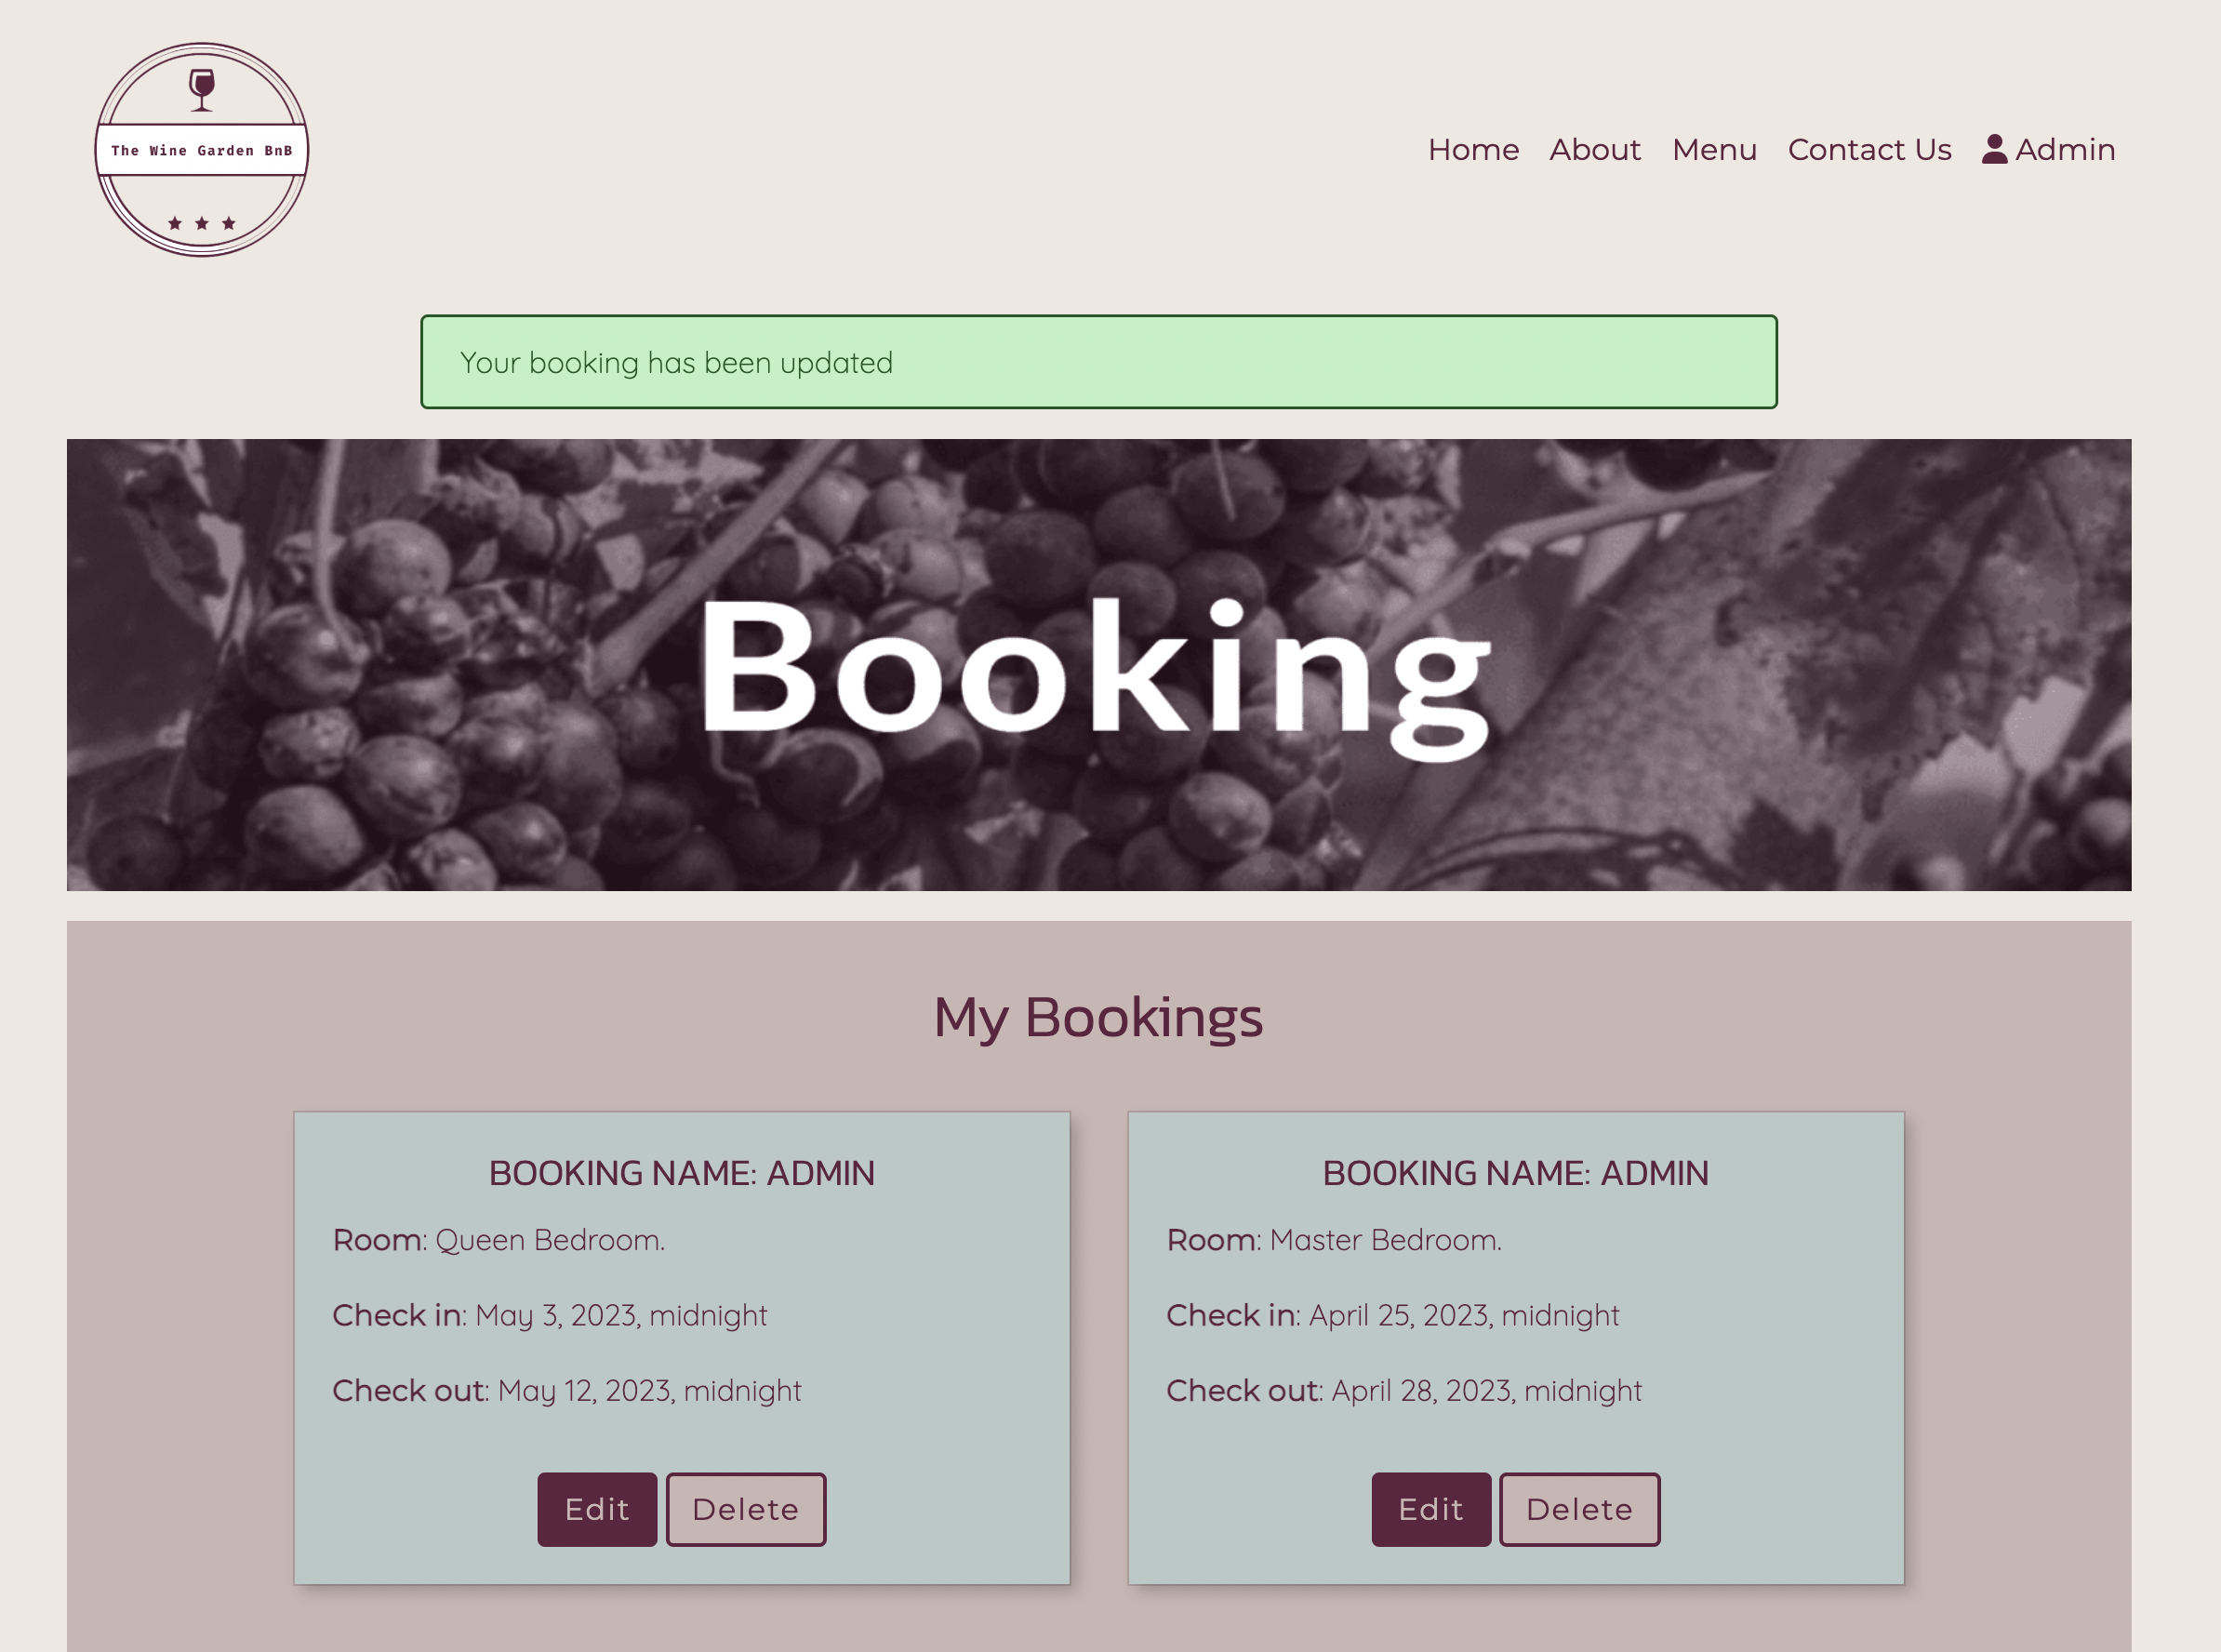 The Wine Garden BnB
Home About Menu Contact Us Admin
Your booking has been updated
Booking
My Bookings
BOOKING NAME: ADMIN
Room: Queen Bedroom.
Check in: May 3, 2023, midnight
Check out: May 12, 2023, midnight
Edit Delete
BOOKING NAME: ADMIN
Room: Master Bedroom.
Check in: April 25, 2023, midnight
Check out: April 28, 2023, midnight
Edit Delete